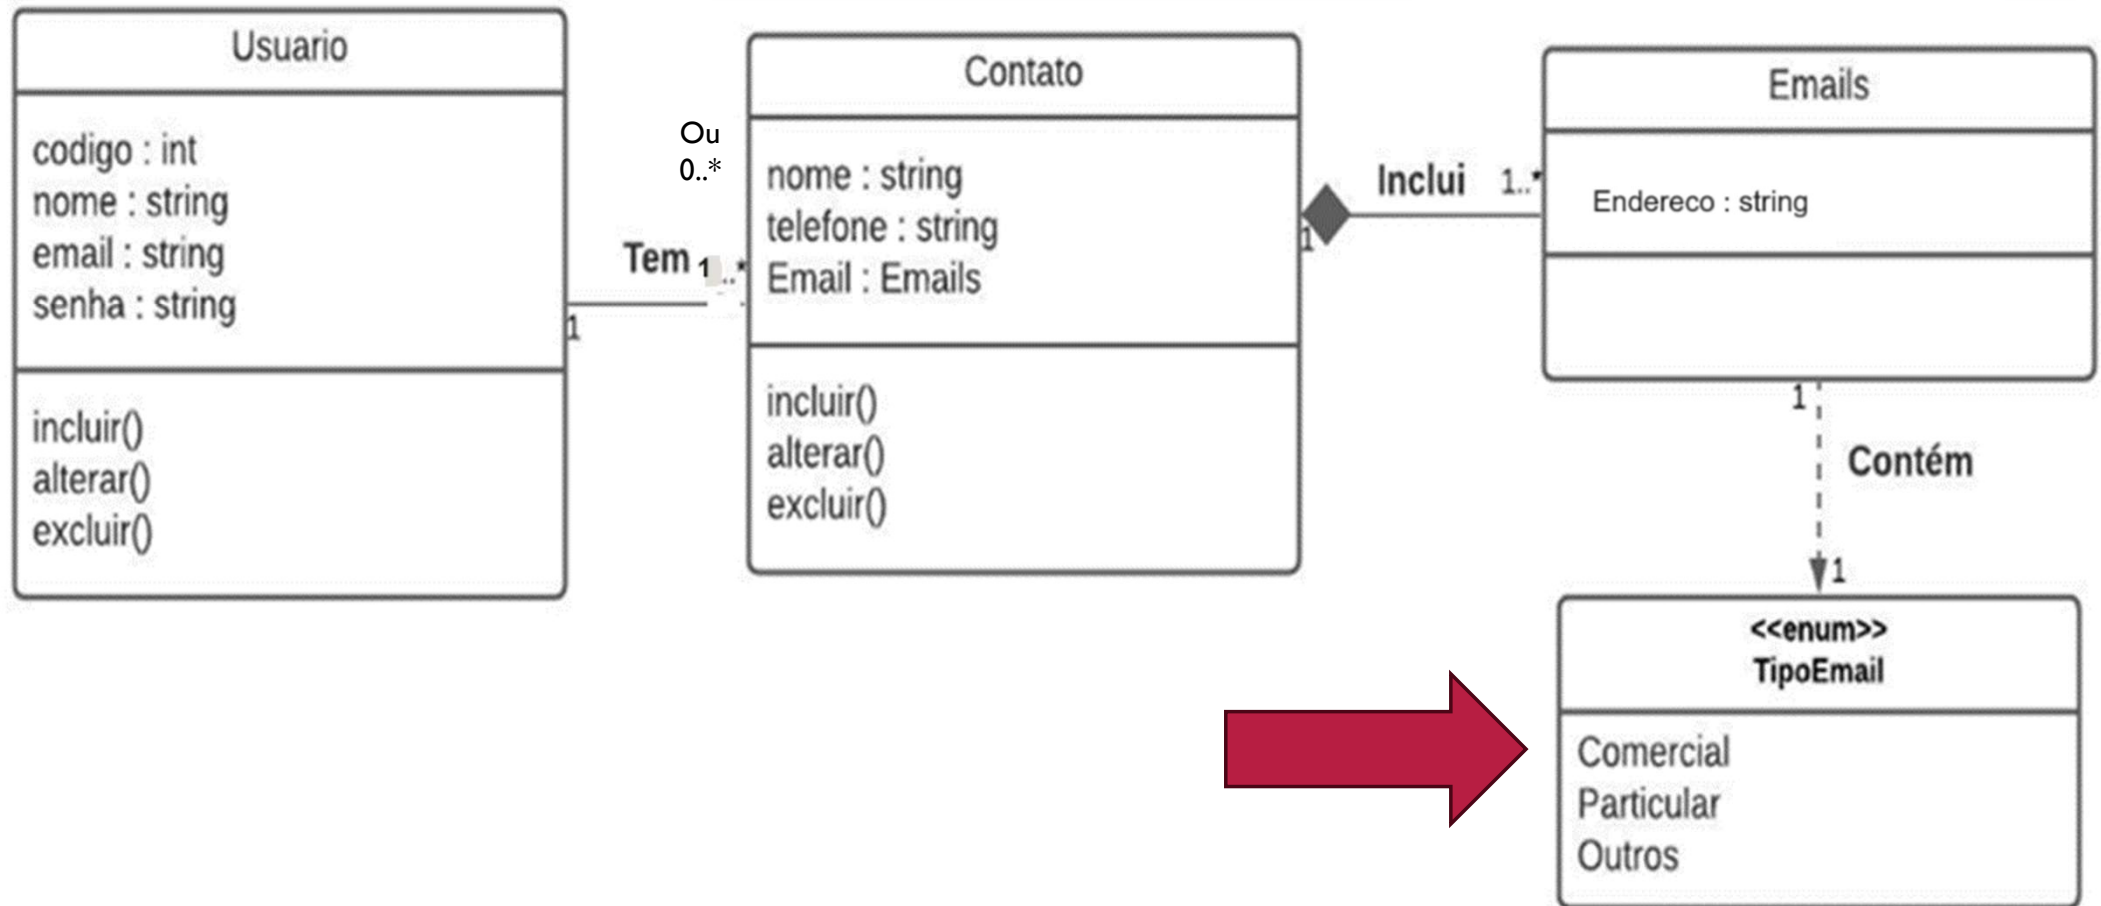 Usuario
codigo : int
nome : string
email : string
senha : string
incluir()
alterar()
excluir()
Ou
0..*
Tem 1..*
1
Contato
nome : string
telefone : string
Email : Emails
incluir()
alterar()
excluir()
Inclui 1..*
1
Emails
Endereco : string
1
Contém
1
<<enum>>
TipoEmail
Comercial
Particular
Outros